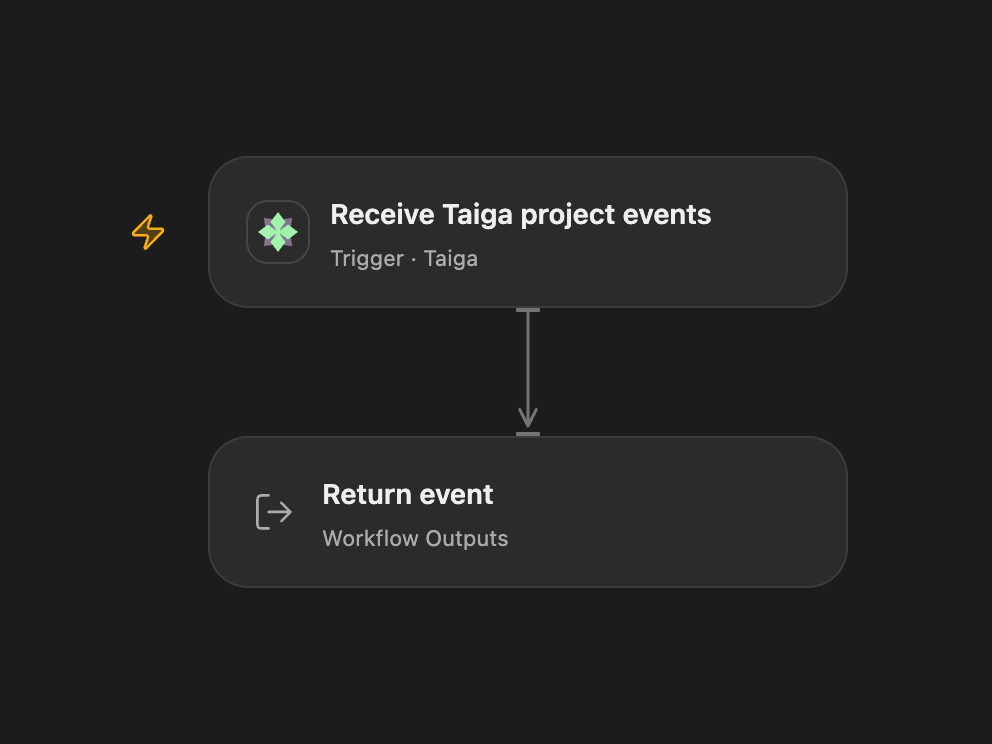 Receive Taiga project events
Trigger · Taiga
Return event
Workflow Outputs